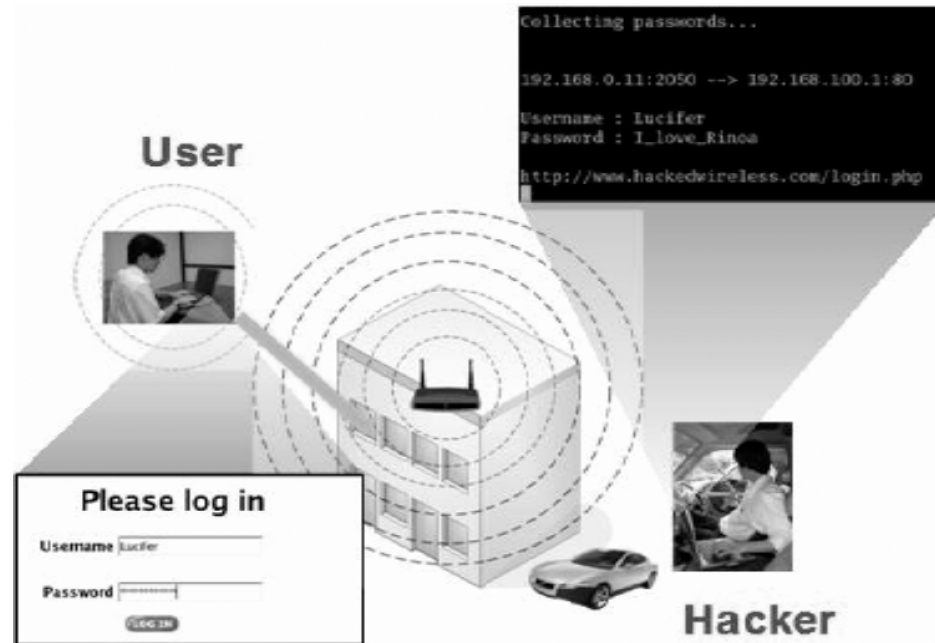 Collecting passwords...
192.168.0.11:2050 --> 192.168.100.1:80
Username : Lucifer
Password : I_love_Rinoa
http://www.hackedwireless.com/login.php
User
Please log in
Username Lucifer
Password
LOG IN
Hacker